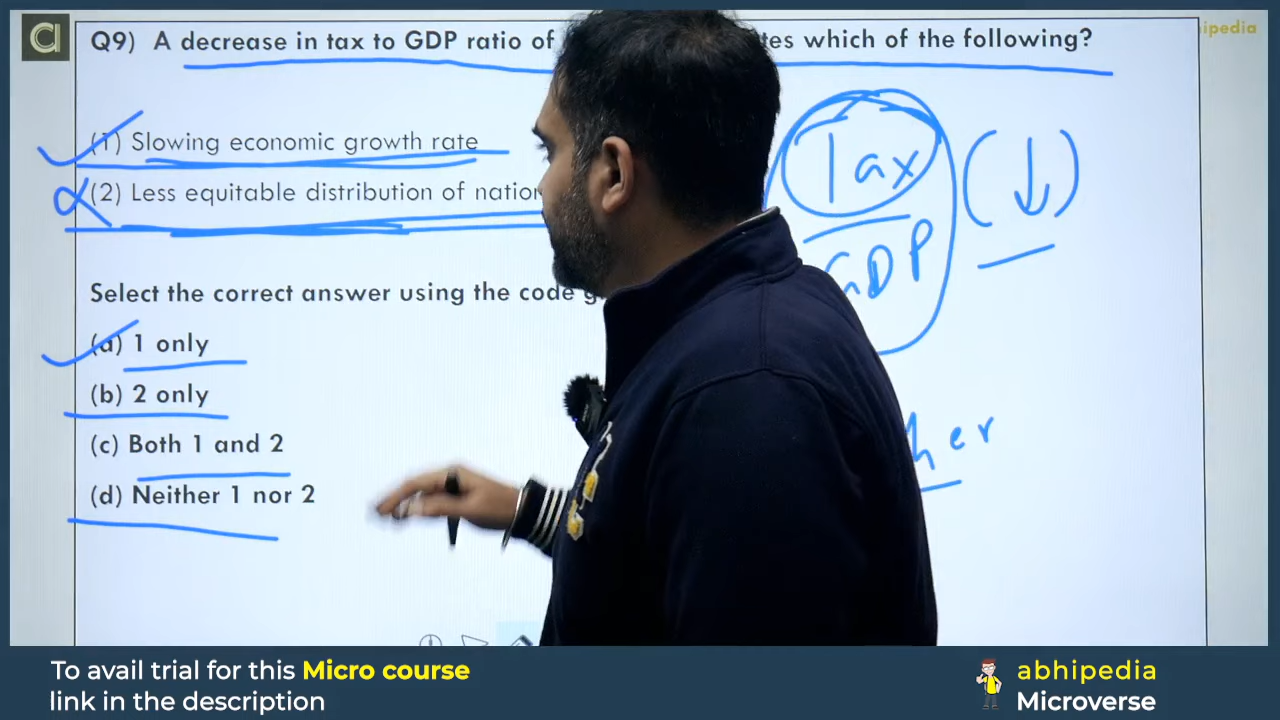 Q9) A decrease in tax to GDP ratio of
which of the following?
ipedia
(1) Slowing economic growth rate
(2) Less equitable distribution of
Tax
(↓)
GDP
Select the correct answer using the code
(a) 1 only
(b) 2 only
(c) Both 1 and 2
(d) Neither 1 nor 2
her
To avail trial for this Micro course
link in the description
abhipedia
Microverse